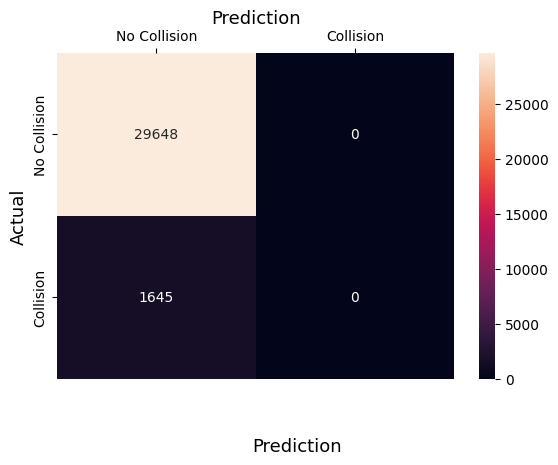 Prediction
No Collision
Collision
Actual
No Collision
29648
0
Collision
1645
0
25000
20000
15000
10000
5000
0
Prediction